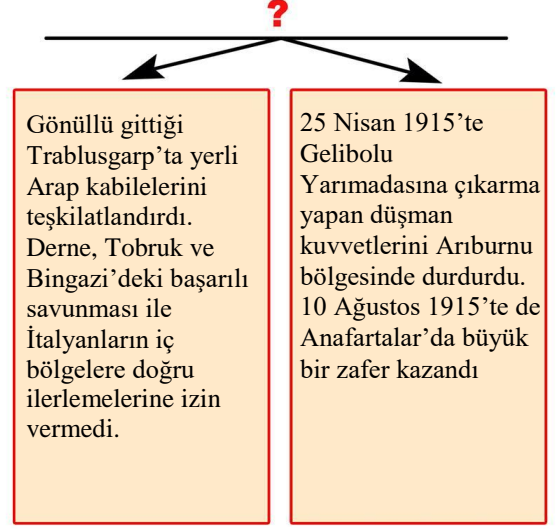 ?
Gönüllü gittiği
Trablusgarp’ta yerli
Arap kabilelerini
teşkilatlandırdı.
Derne, Tobruk ve
Bingazi’deki başarılı
savunması ile
İtalyanların iç
bölgelere doğru
ilerlemelerine izin
vermedi.
25 Nisan 1915’te
Gelibolu
Yarımadasına çıkarma
yapan düşman
kuvvetlerini Arıburnu
bölgesinde durdurdu.
10 Ağustos 1915’te de
Anafartalar’da büyük
bir zafer kazandı